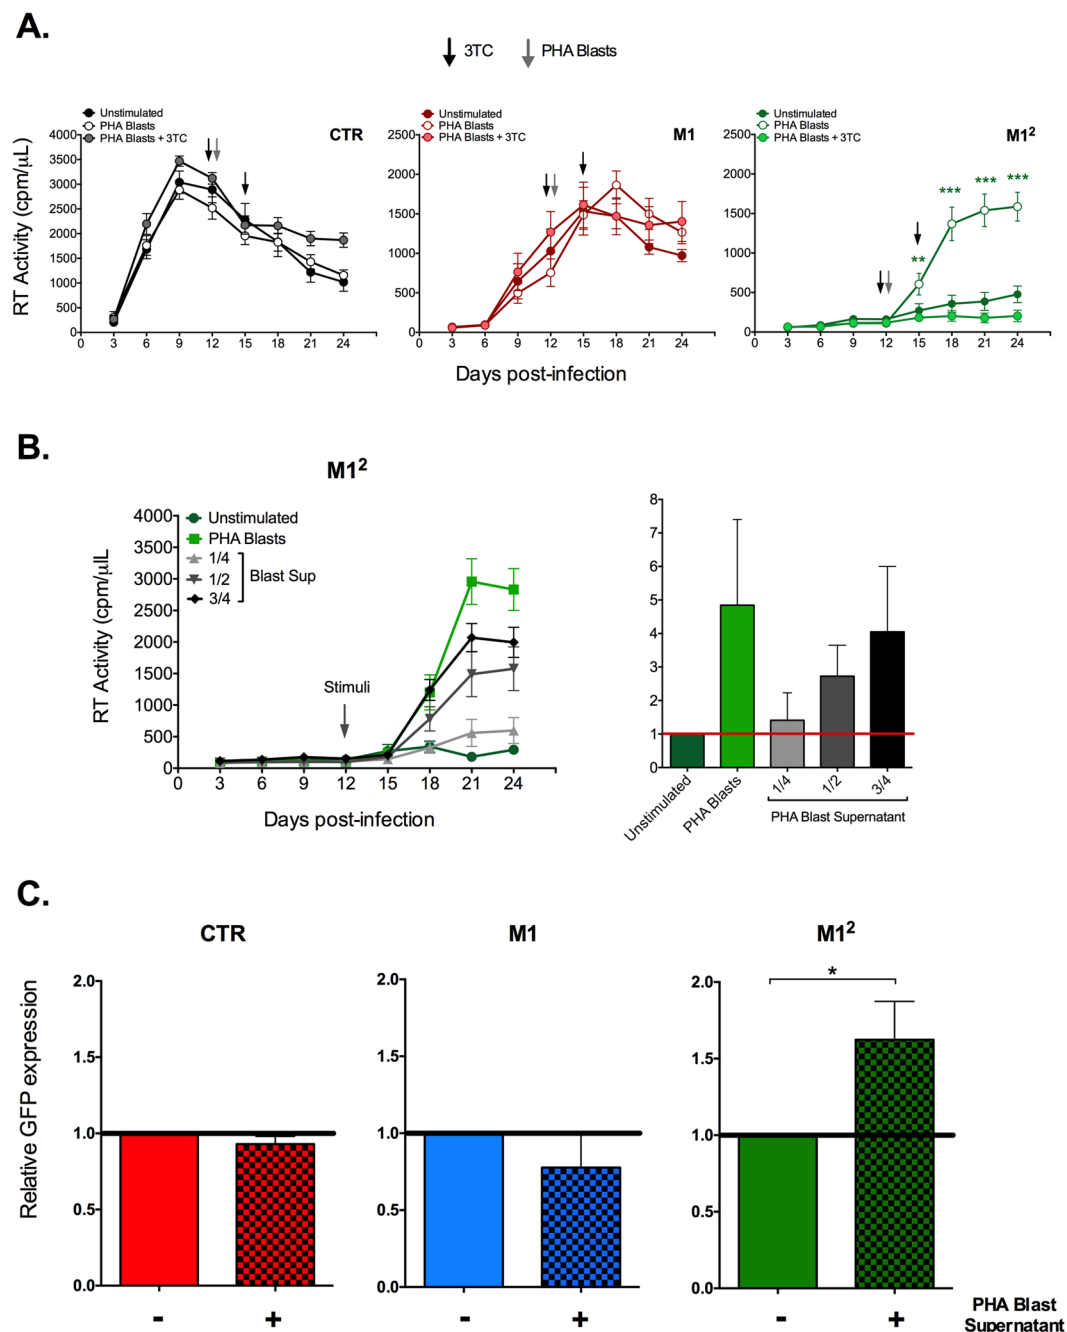 A.
3TC
PHA Blasts
Unstimulated
PHA Blasts
PHA Blasts + 3TC
CTR
RT Activity (cpm/μL)
4000
3500
3000
2500
2000
1500
1000
500
0
0 3 6 9 12 15 18 21 24
Unstimulated
PHA Blasts
PHA Blasts + 3TC
M1
2500
2000
1500
1000
500
0
0 3 6 9 12 15 18 21 24
Unstimulated
PHA Blasts
PHA Blasts + 3TC
M1²
2500
2000
1500
1000
500
0
** *** *** ***
0 3 6 9 12 15 18 21 24
Days post-infection
B.
M1²
Unstimulated
PHA Blasts
1/4
1/2
3/4
Blast Sup
Stimuli
RT Activity (cpm/μlL
4000
3500
3000
2500
2000
1500
1000
500
0
0 3 6 9 12 15 18 21 24
Days post-infection
8
7
6
5
4
3
2
1
0
Unstimulated
PHA Blasts
1/4
1/2
3/4
PHA Blast Supernatant
C.
CTR
Relative GFP expression
2.0
1.5
1.0
0.5
0.0
- +
M1
2.0
1.5
1.0
0.5
0.0
- +
M1²
*
2.0
1.5
1.0
0.5
0.0
- +
PHA Blast
Supernatant